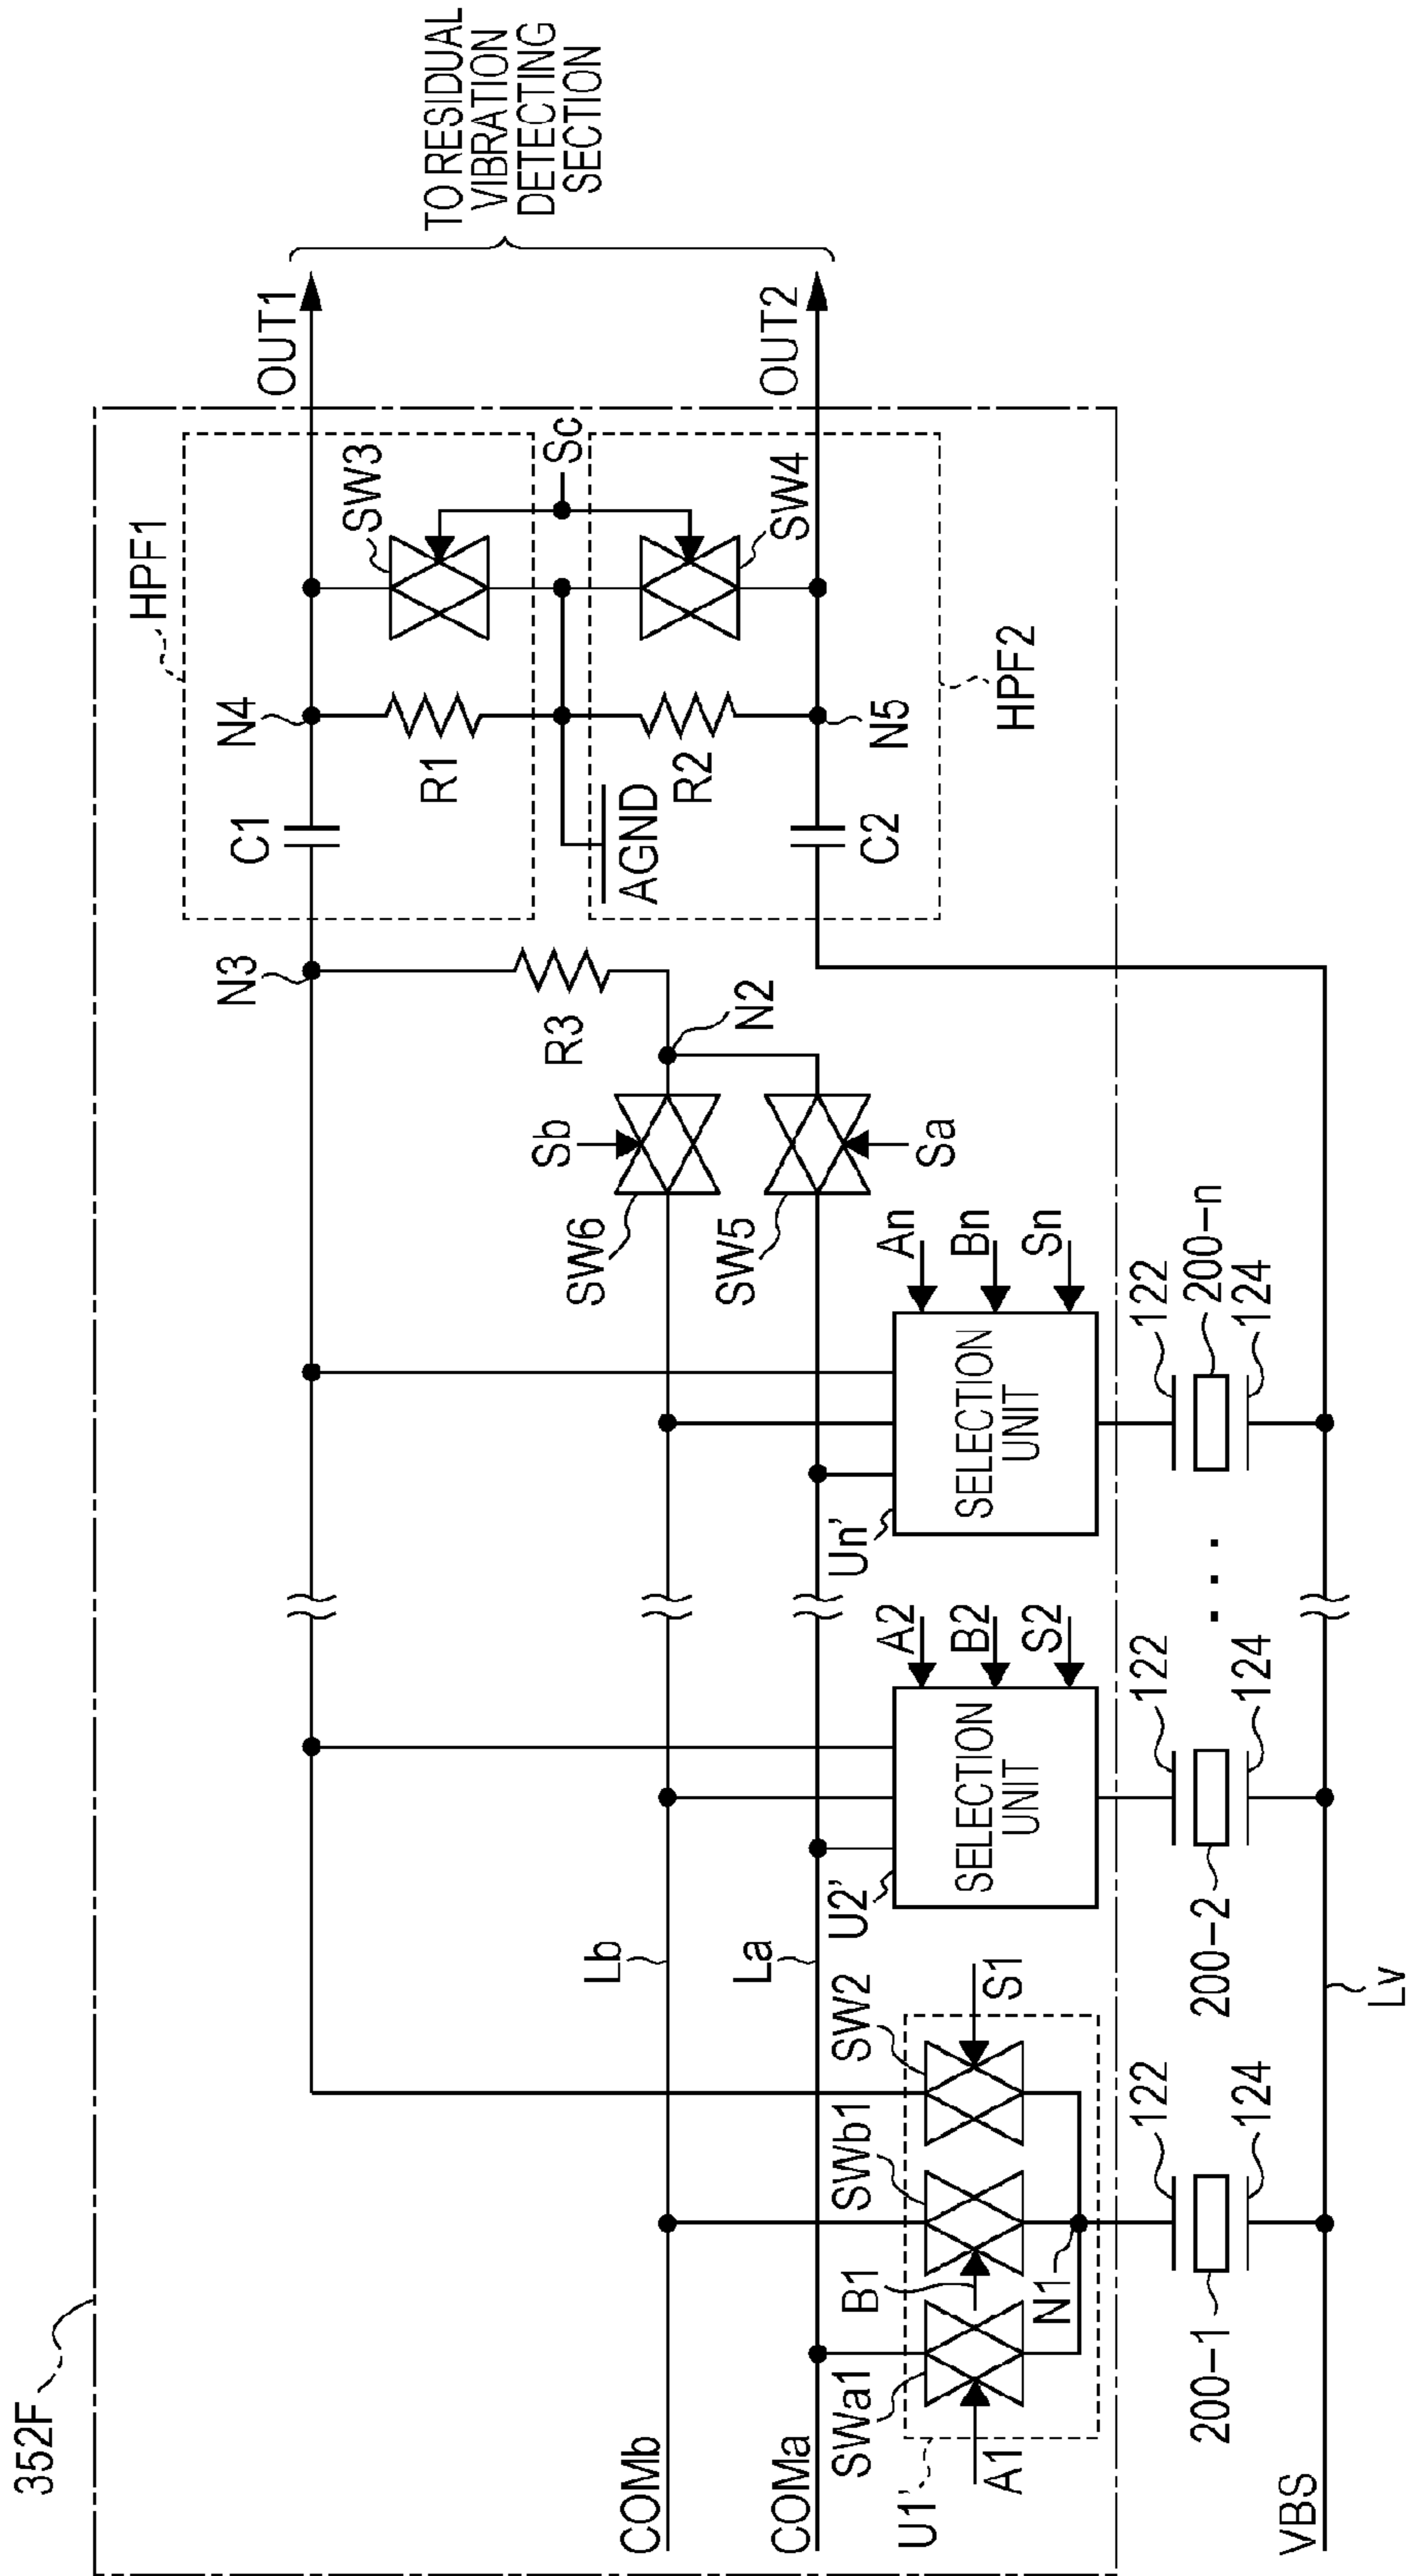 352F
HPF1
N3
C1
N4
SW3
OUT1
TO RESIDUAL
VIBRATION
DETECTING
SECTION
R3
R1
Sc
AGND
R2
SW4
OUT2
C2
N5
HPF2
N2
Sb
SW6
SW5
Sa
COMb
Lb
COMa
La
SWa1
SWb1
SW2
U1'
A1
B1
S1
N1
U2'
SELECTION
UNIT
A2
B2
S2
Un'
SELECTION
UNIT
An
Bn
Sn
122
122
122
200-1
124
200-2
124
. . .
200-n
124
VBS
Lv